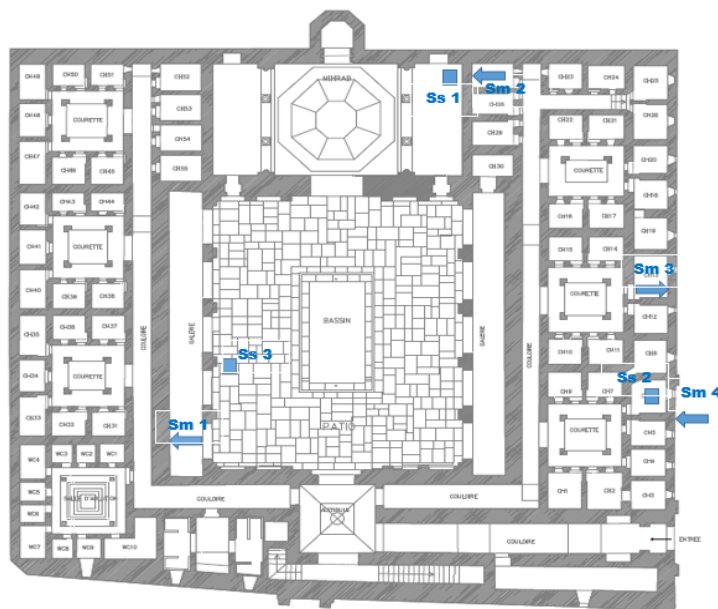 MIHRAB
CH49 CH50 CH51 CH52
Ss 1
Sm 2
CH23 CH24 CH25
CH48
COURETTE
CH53
CH54
CH29
CH22 CH21
CH26
CH47
CH46 CH45
CH55
CH30
COURETTE
CH20
CH42
CH43 CH44
CH18
CH16 CH17
CH19
CH41
COURETTE
CH15 CH14
Sm 3
CH13
CH40
CH39 CH38
COULOIRE
GALERIE
BASSIN
GALERIE
COULOIRE
COURETTE
CH12
CH35
CH36 CH37
CH10 CH11
CH8
CH34
COURETTE
Ss 3
Ss 2
CH9 CH7
Sm 4
CH33
CH32 CH31
Sm 1
PATIO
COURETTE
CH5
WC4 WC3 WC2 WC1
CH4
WC5
SALLE D'ABLUTION
COULOIRE
COULOIRE
CH1 CH2 CH3
WC6
VESTIBULE
WC7 WC8 WC9 WC10
COULOIRE
ENTREE